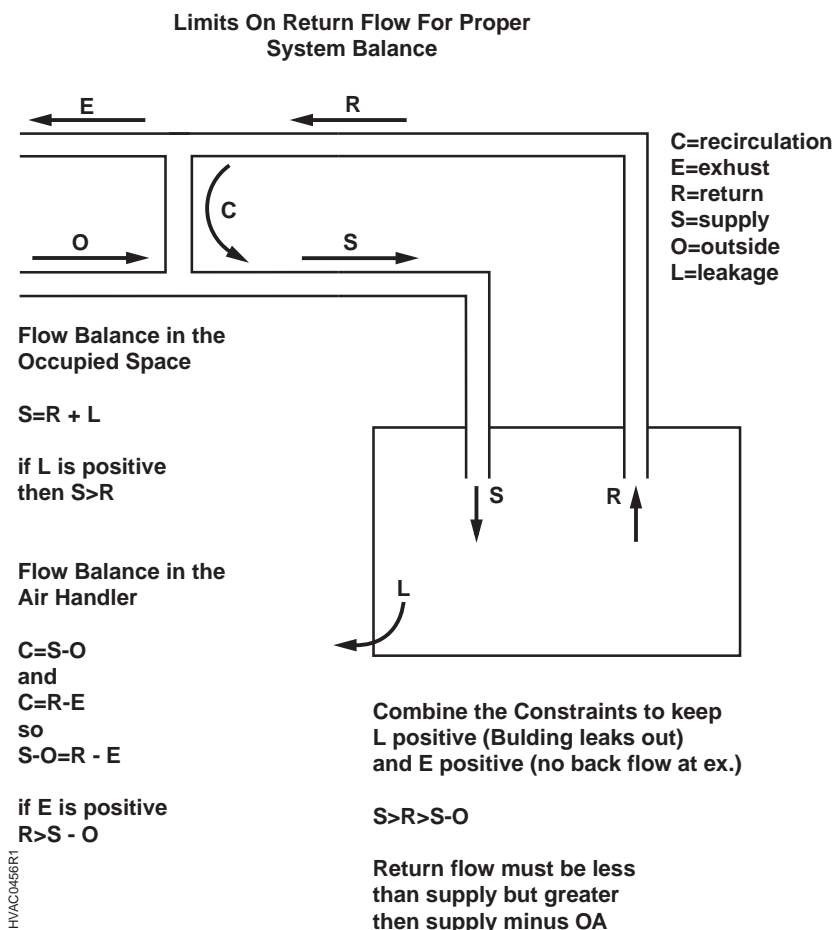 Limits On Return Flow For Proper
System Balance
E
R
C
O
S
C=recirculation
E=exhust
R=return
S=supply
O=outside
L=leakage
Flow Balance in the
Occupied Space
S=R + L
if L is positive
then S>R
Flow Balance in the
Air Handler
C=S-O
and
C=R-E
so
S-O=R - E
if E is positive
R>S - O
S
R
L
Combine the Constraints to keep
L positive (Bulding leaks out)
and E positive (no back flow at ex.)
S>R>S-O
Return flow must be less
than supply but greater
then supply minus OA
HVAC0456R1